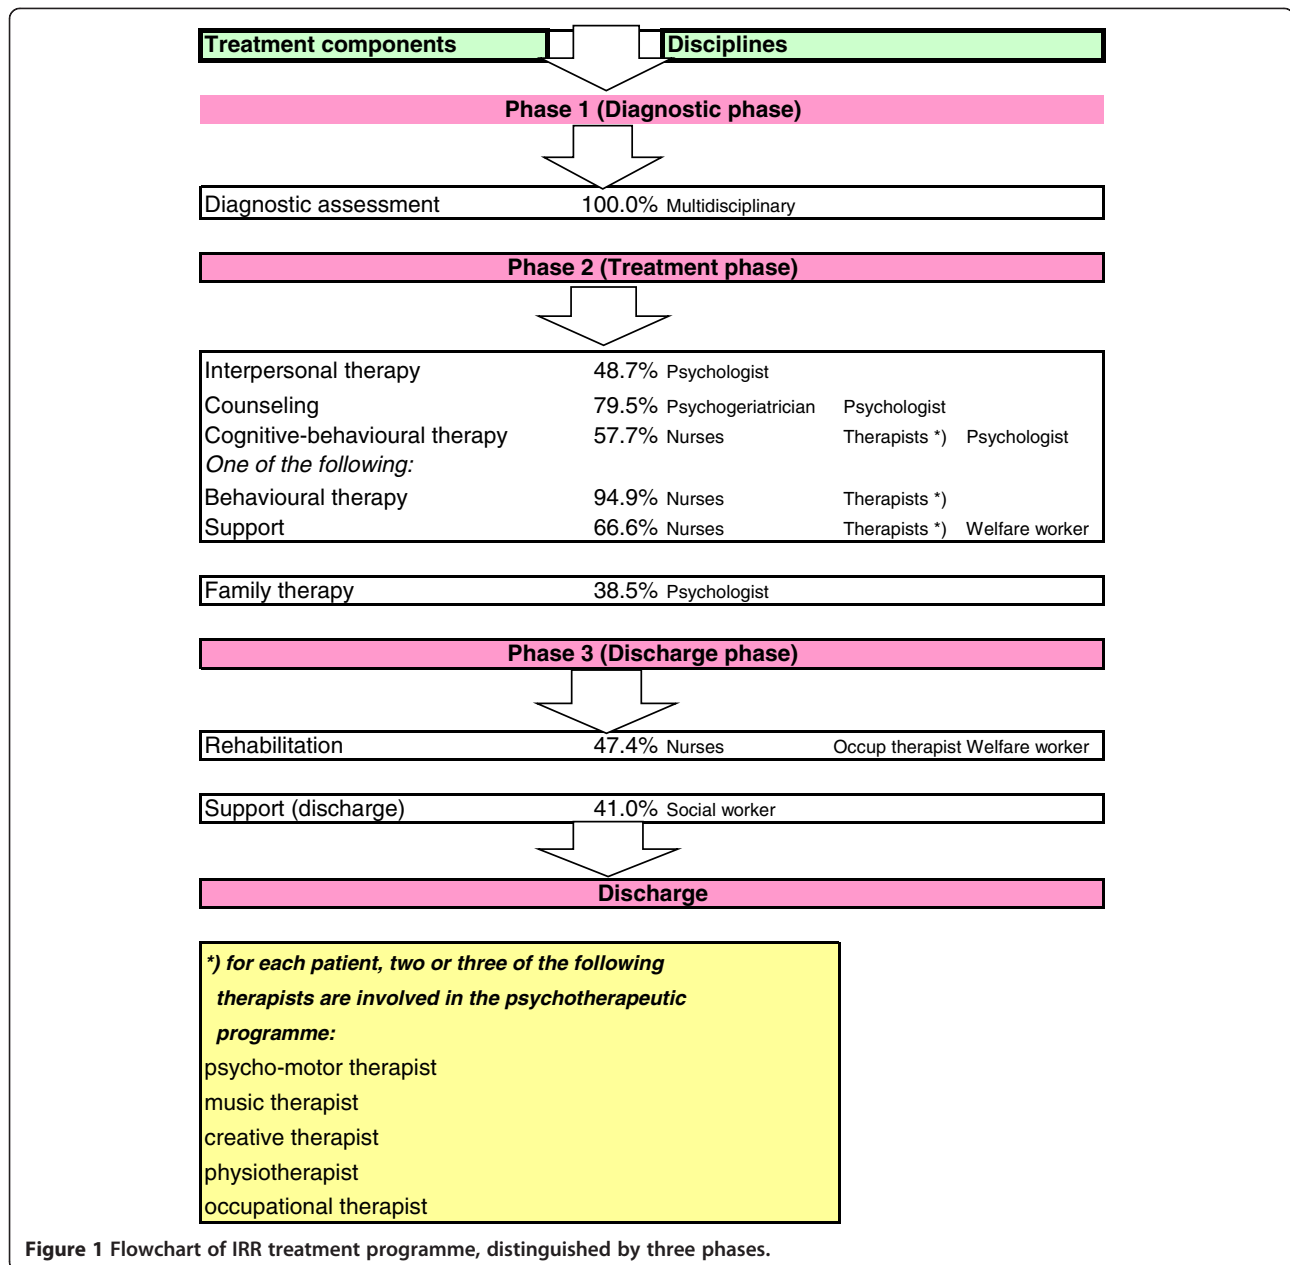 Treatment components Disciplines
Phase 1 (Diagnostic phase)
Diagnostic assessment 100.0% Multidisciplinary
Phase 2 (Treatment phase)
Interpersonal therapy 48.7% Psychologist
Counseling 79.5% Psychogeriatrician Psychologist
Cognitive-behavioural therapy 57.7% Nurses Therapists *) Psychologist
One of the following:
Behavioural therapy 94.9% Nurses Therapists *)
Support 66.6% Nurses Therapists *) Welfare worker
Family therapy 38.5% Psychologist
Phase 3 (Discharge phase)
Rehabilitation 47.4% Nurses Occup therapist Welfare worker
Support (discharge) 41.0% Social worker
Discharge
*) for each patient, two or three of the following
therapists are involved in the psychotherapeutic
programme:
psycho-motor therapist
music therapist
creative therapist
physiotherapist
occupational therapist
Figure 1 Flowchart of IRR treatment programme, distinguished by three phases.